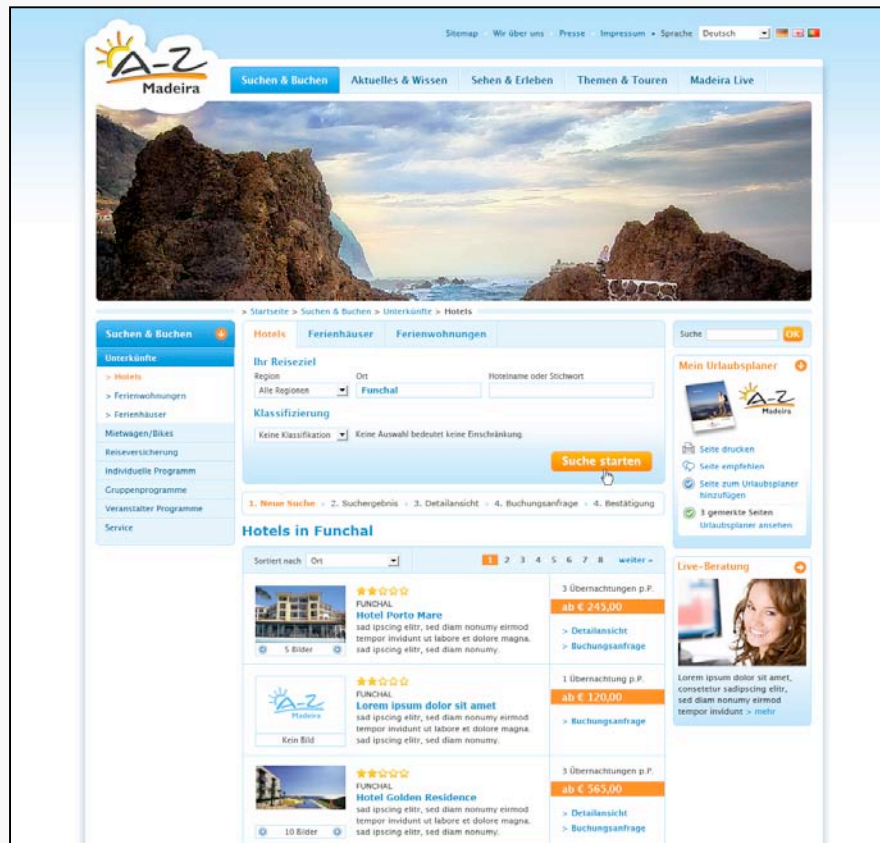 Sitemap Wir über uns Presse Impressum • Sprache Deutsch
A-Z
Madeira
Suchen & Buchen Aktuelles & Wissen Sehen & Erleben Themen & Touren Madeira Live
> Startseite > Suchen & Buchen > Unterkünfte > Hotels
Suchen & Buchen
Unterkünfte
> Hotels
> Ferienwohnungen
> Ferienhäuser
Mietwagen/Bikes
Reiseversicherung
Individuelle Programm
Gruppenprogramme
Veranstalter Programme
Service
Hotels Ferienhäuser Ferienwohnungen
Ihr Reiseziel
Region Ort Hotelname oder Stichwort
Alle Regionen Funchal
Klassifizierung
Keine Klassifikation Keine Auswahl bedeutet keine Einschränkung
Suche starten
1. Neue Suche › 2. Suchergebnis › 3. Detailansicht › 4. Buchungsanfrage › 4. Bestätigung
Hotels in Funchal
Sortiert nach Ort 1 2 3 4 5 6 7 8 weiter »
5 Bilder
FUNCHAL
Hotel Porto Mare
sad ipscing elitr, sed diam nonumy eirmod
tempor invidunt ut labore et dolore magna.
sad ipscing elitr, sed diam nonumy.
3 Übernachtungen p.P.
ab € 245,00
> Detailansicht
> Buchungsanfrage
A-Z
Madeira
Kein Bild
FUNCHAL
Lorem ipsum dolor sit amet
sad ipscing elitr, sed diam nonumy eirmod
tempor invidunt ut labore et dolore magna.
sad ipscing elitr, sed diam nonumy.
1 Übernachtung p.P.
ab € 120,00
> Buchungsanfrage
10 Bilder
FUNCHAL
Hotel Golden Residence
sad ipscing elitr, sed diam nonumy eirmod
tempor invidunt ut labore et dolore magna.
sad ipscing elitr, sed diam nonumy.
3 Übernachtungen p.P.
ab € 565,00
> Detailansicht
> Buchungsanfrage
Suche OK
Mein Urlaubsplaner
A-Z
Madeira
Seite drucken
Seite empfehlen
Seite zum Urlaubsplaner
hinzufügen
3 gemerkte Seiten
Urlaubsplaner ansehen
Live-Beratung
Lorem ipsum dolor sit amet,
consetetur sadipscing elitr,
sed diam nonumy eirmod
tempor invidunt > mehr